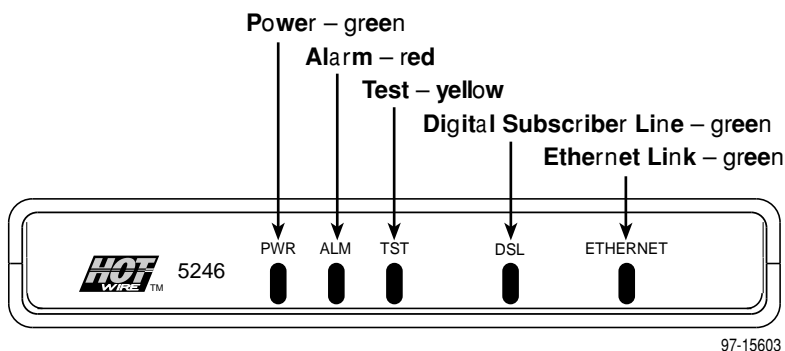 Power – green
Alarm – red
Test – yellow
Digital Subscriber Line – green
Ethernet Link – green
HOT WIRE TM 5246 PWR ALM TST DSL ETHERNET
97-15603